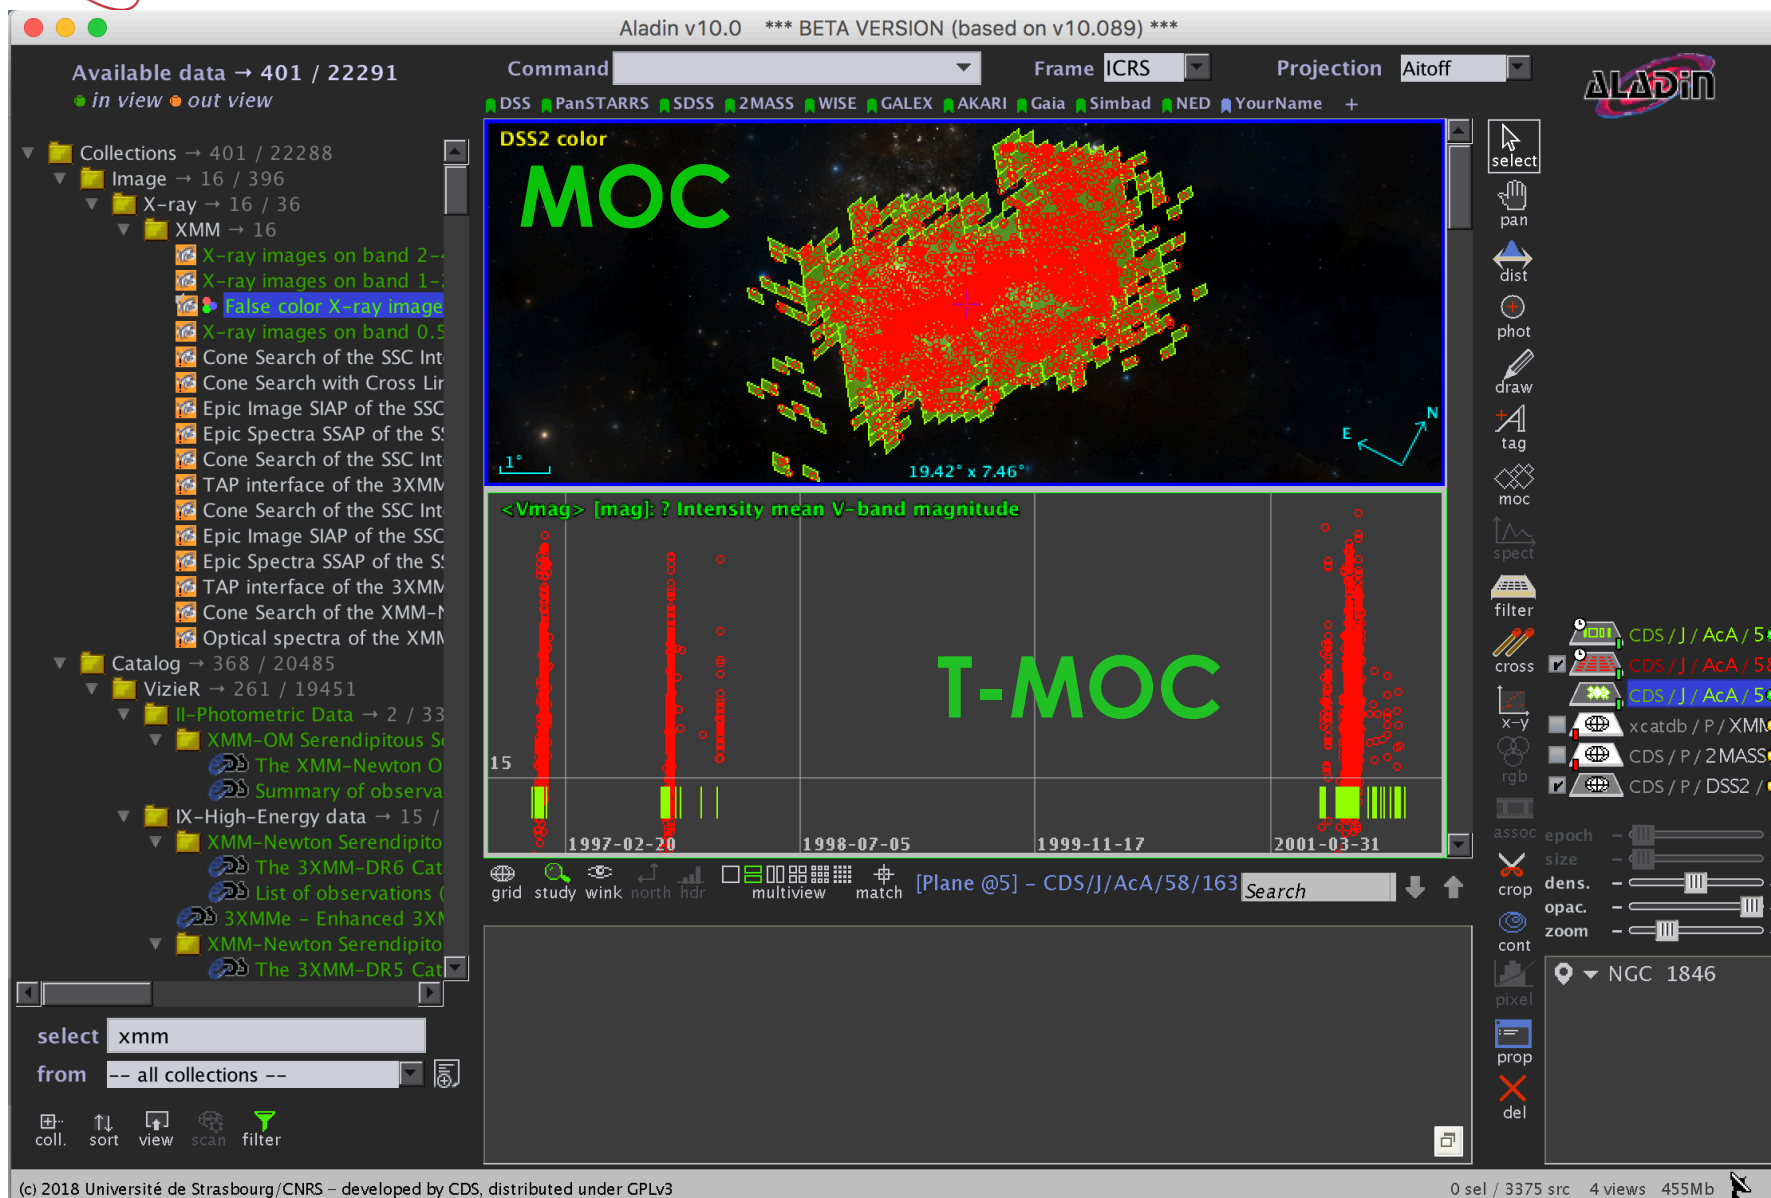 Aladin v10.0    *** BETA VERSION (based on v10.089) ***
Available data → 401 / 22291
in view out view
Command
Frame ICRS
Projection Aitoff
ALADiN
DSS PanSTARRS SDSS 2MASS WISE GALEX AKARI Gaia Simbad NED YourName +
Collections → 401 / 22288
Image → 16 / 396
X-ray → 16 / 36
XMM → 16
X-ray images on band 2-
X-ray images on band 1-
False color X-ray image
X-ray images on band 0.5
Cone Search of the SSC Int
Cone Search with Cross Lin
Epic Image SIAP of the SSC
Epic Spectra SSAP of the S
Cone Search of the SSC Int
TAP interface of the 3XMM
Cone Search of the SSC Int
Epic Image SIAP of the SSC
Epic Spectra SSAP of the S
TAP interface of the 3XMM
Cone Search of the XMM-N
Optical spectra of the XMM
Catalog → 368 / 20485
VizieR → 261 / 19451
II-Photometric Data → 2 / 33
XMM-OM Serendipitous S
The XMM-Newton O
Summary of observa
IX-High-Energy data → 15 /
XMM-Newton Serendipito
The 3XMM-DR6 Cat
List of observations (
3XMMe – Enhanced 3XM
XMM-Newton Serendipito
The 3XMM-DR5 Cat
select xmm
from -- all collections --
coll. sort view scan filter
DSS2 color
MOC
1°
19.42° x 7.46°
E
N
<Vmag> [mag]: ? Intensity mean V-band magnitude
T-MOC
15
1997-02-20 1998-07-05 1999-11-17 2001-03-31
grid study wink north hdr multiview match [Plane @5] – CDS/J/AcA/58/163 Search
select
pan
dist
phot
draw
tag
moc
spect
filter
cross
x-y
rgb
assoc
crop
cont
pixel
prop
del
CDS / J / AcA / 5
CDS / J / AcA / 58
CDS / J / AcA / 5
xcatdb / P / XMM
CDS / P / 2MASS
CDS / P / DSS2 /
epoch
size
dens.
opac.
zoom
NGC 1846
(c) 2018 Université de Strasbourg/CNRS – developed by CDS, distributed under GPLv3
0 sel / 3375 src 4 views 455Mb